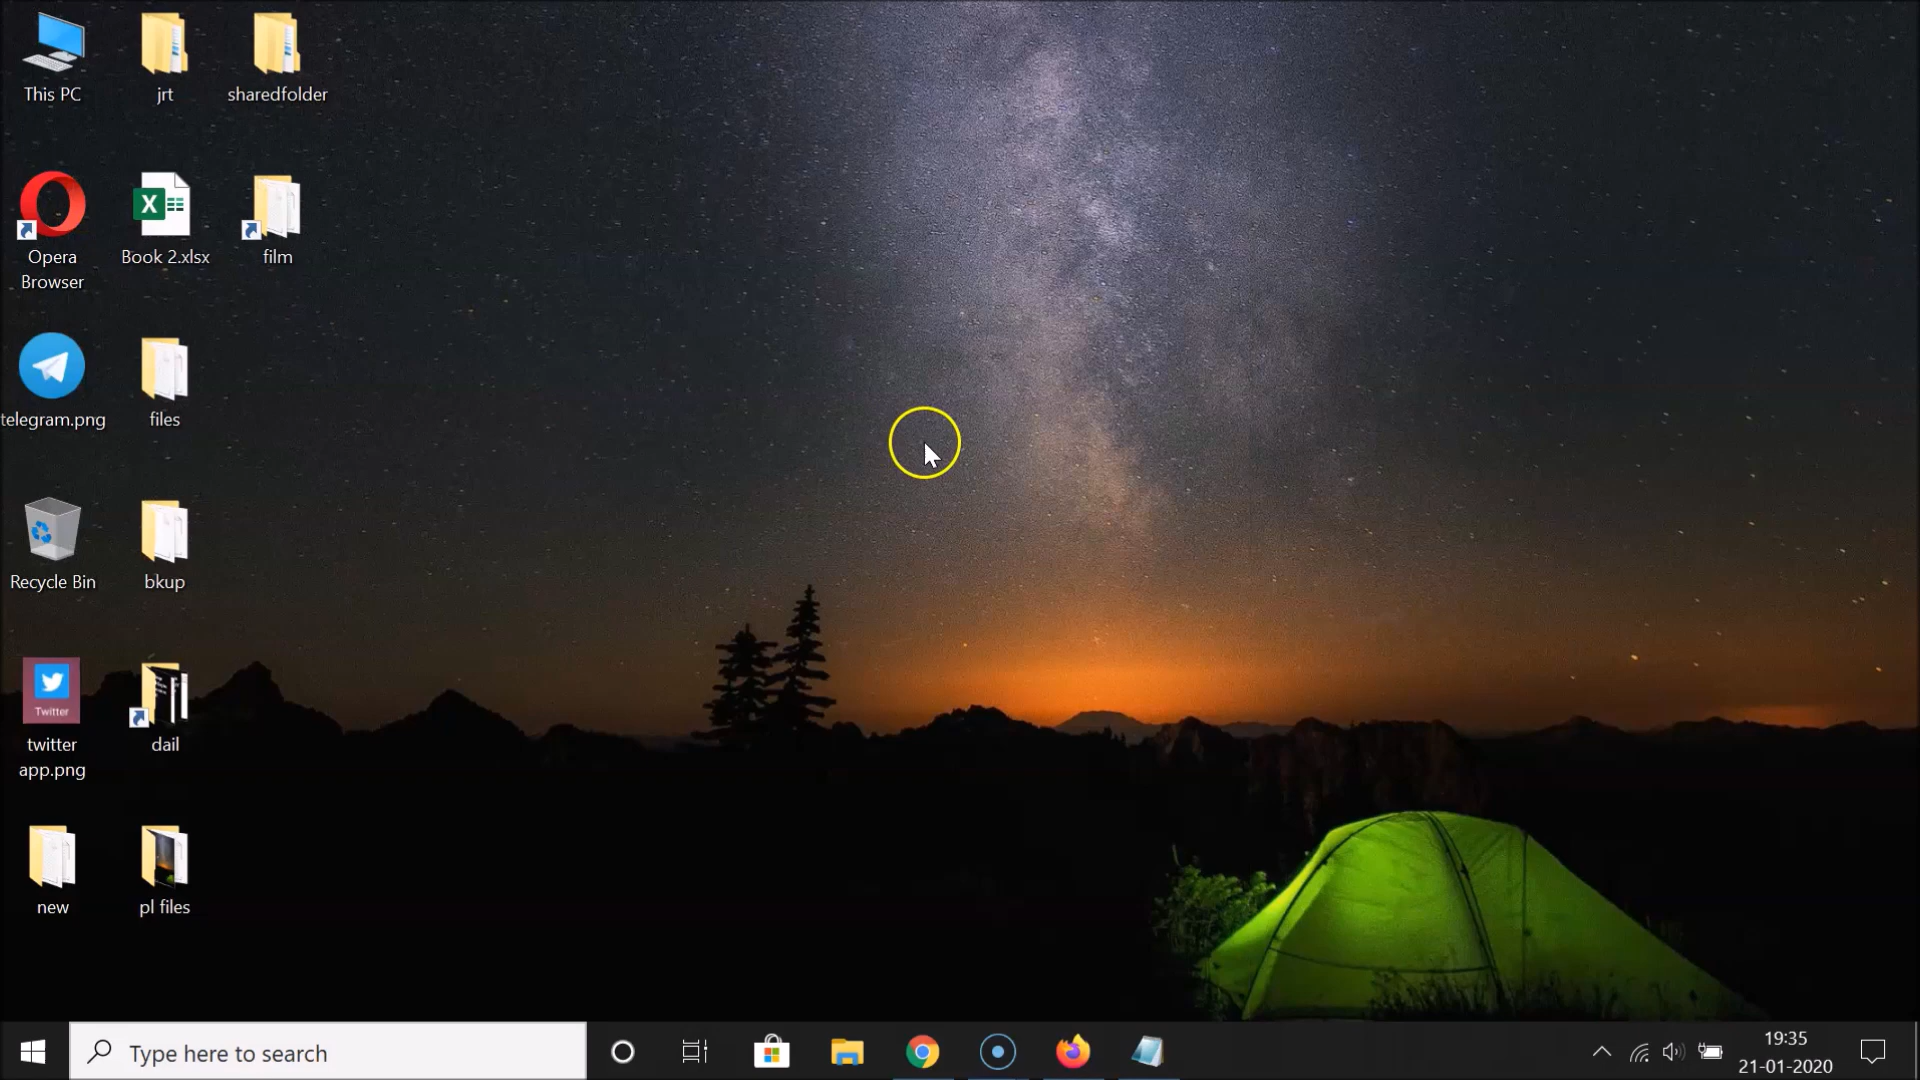 This PC
jrt
sharedfolder
Opera
Browser
Book 2.xlsx
film
telegram.png
files
Recycle Bin
bkup
Twitter
twitter
app.png
dail
new
pl files
Type here to search
19:35
21-01-2020